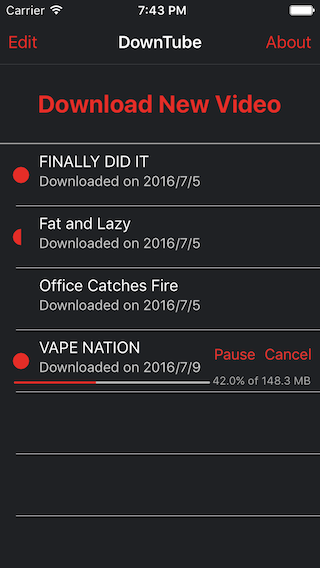 Carrier 7:43 PM
Edit DownTube About
Download New Video
FINALLY DID IT
Downloaded on 2016/7/5
Fat and Lazy
Downloaded on 2016/7/5
Office Catches Fire
Downloaded on 2016/7/5
VAPE NATION
Pause Cancel
Downloaded on 2016/7/9
42.0% of 148.3 MB